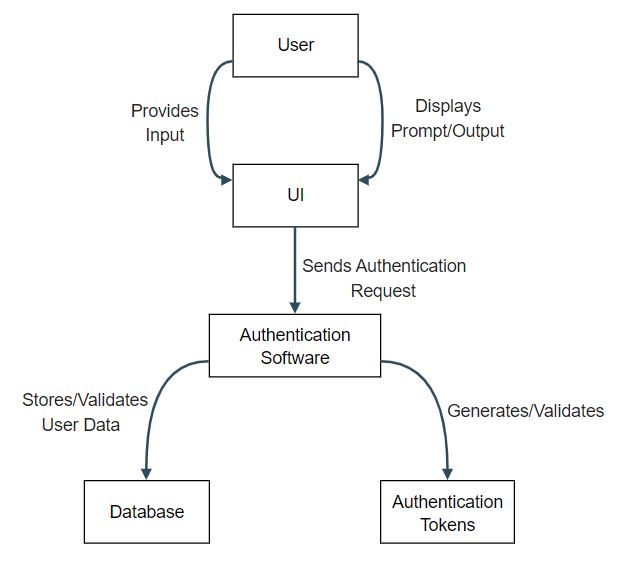 User
Provides
Input
Displays
Prompt/Output
UI
Sends Authentication
Request
Authentication
Software
Stores/Validates
User Data
Generates/Validates
Database
Authentication
Tokens